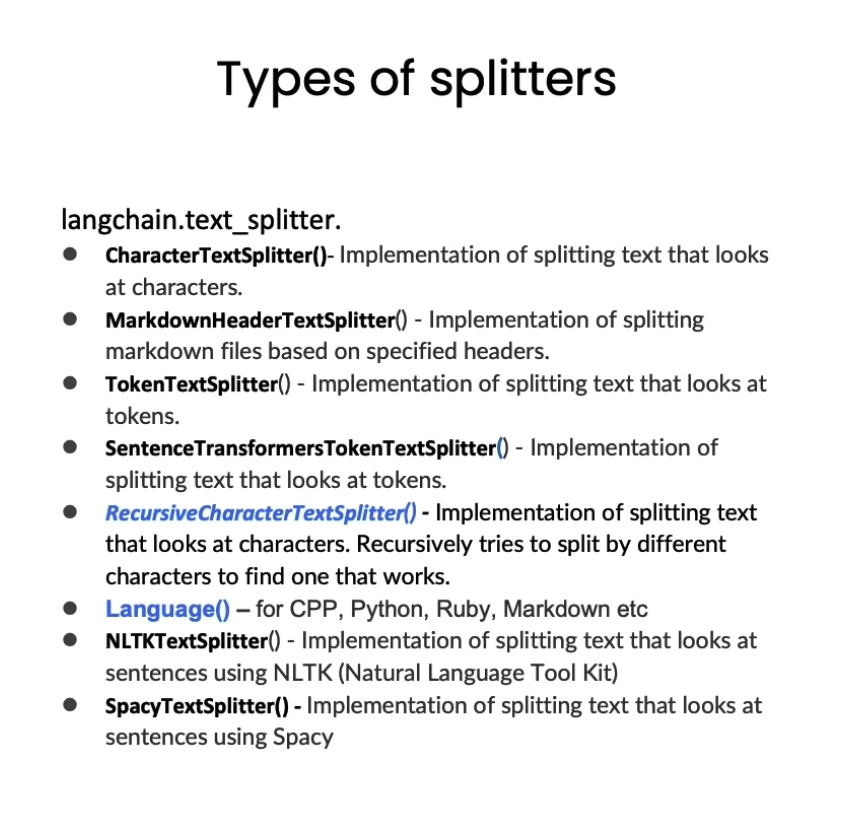 Types of splitters
langchain.text_splitter.
● CharacterTextSplitter()- Implementation of splitting text that looks
at characters.
● MarkdownHeaderTextSplitter() - Implementation of splitting
markdown files based on specified headers.
● TokenTextSplitter() - Implementation of splitting text that looks at
tokens.
● SentenceTransformersTokenTextSplitter() - Implementation of
splitting text that looks at tokens.
● RecursiveCharacterTextSplitter() - Implementation of splitting text
that looks at characters. Recursively tries to split by different
characters to find one that works.
● Language() – for CPP, Python, Ruby, Markdown etc
● NLTKTextSplitter() - Implementation of splitting text that looks at
sentences using NLTK (Natural Language Tool Kit)
● SpacyTextSplitter() - Implementation of splitting text that looks at
sentences using Spacy